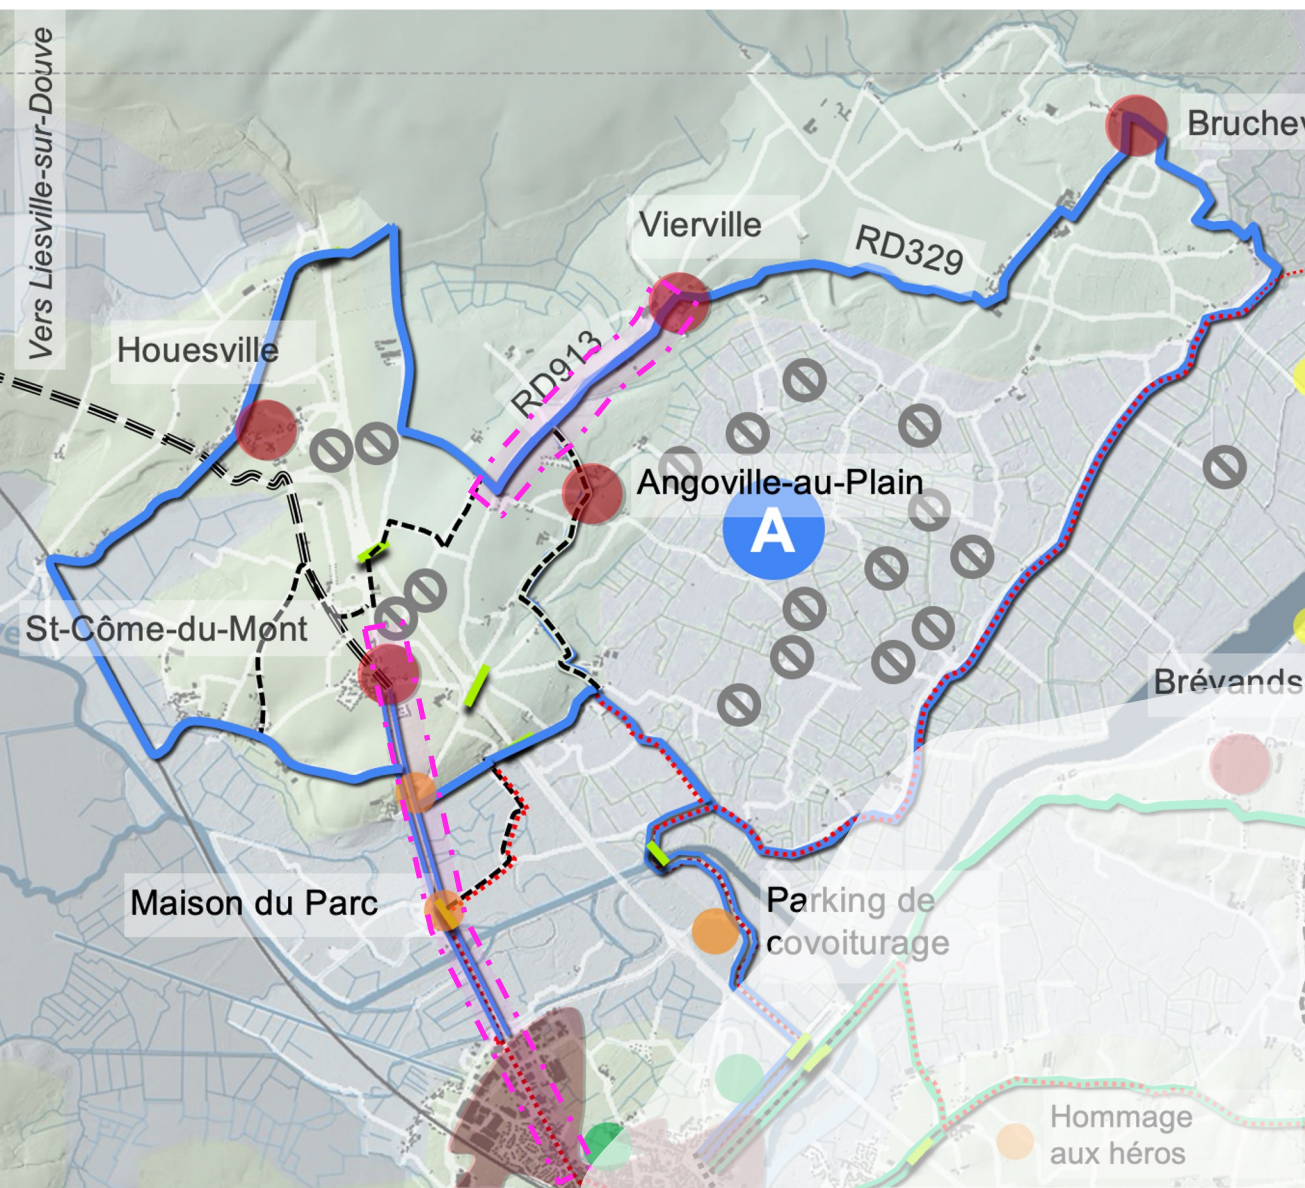 Vers Liesville-sur-Douve
Bruchev
Vierville
RD329
Houesville
RD913
Angoville-au-Plain
A
St-Côme-du-Mont
Brévands
Maison du Parc
Parking de
covoiturage
Hommage
aux héros